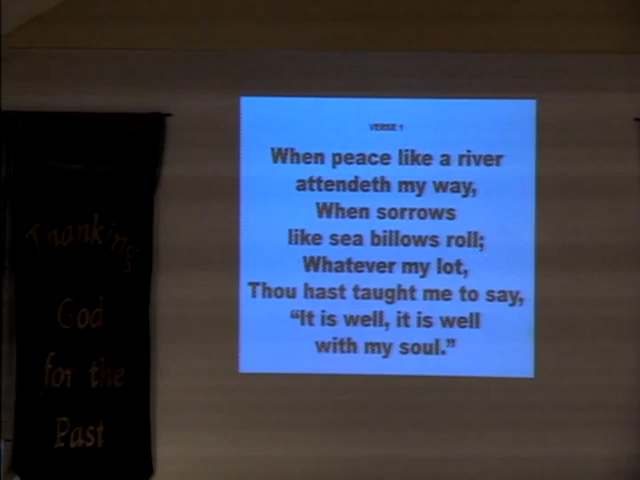 VERSE 1
When peace like a river
attendeth my way,
When sorrows
like sea billows roll;
Whatever my lot,
Thou hast taught me to say,
“It is well, it is well
with my soul.”
Thanking
God
for the
Past